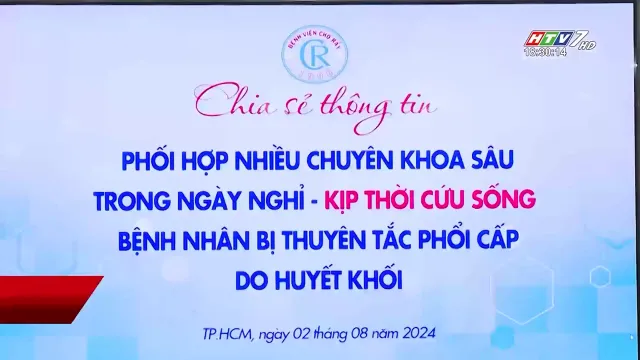 HTV7 HD
18:30:14
BỆNH VIỆN CHỢ RẪY
CR
Chia sẻ thông tin
PHỐI HỢP NHIỀU CHUYÊN KHOA SÂU
TRONG NGÀY NGHỈ - KỊP THỜI CỨU SỐNG
BỆNH NHÂN BỊ THUYÊN TẮC PHỔI CẤP
DO HUYẾT KHỐI
TP.HCM, ngày 02 tháng 08 năm 2024